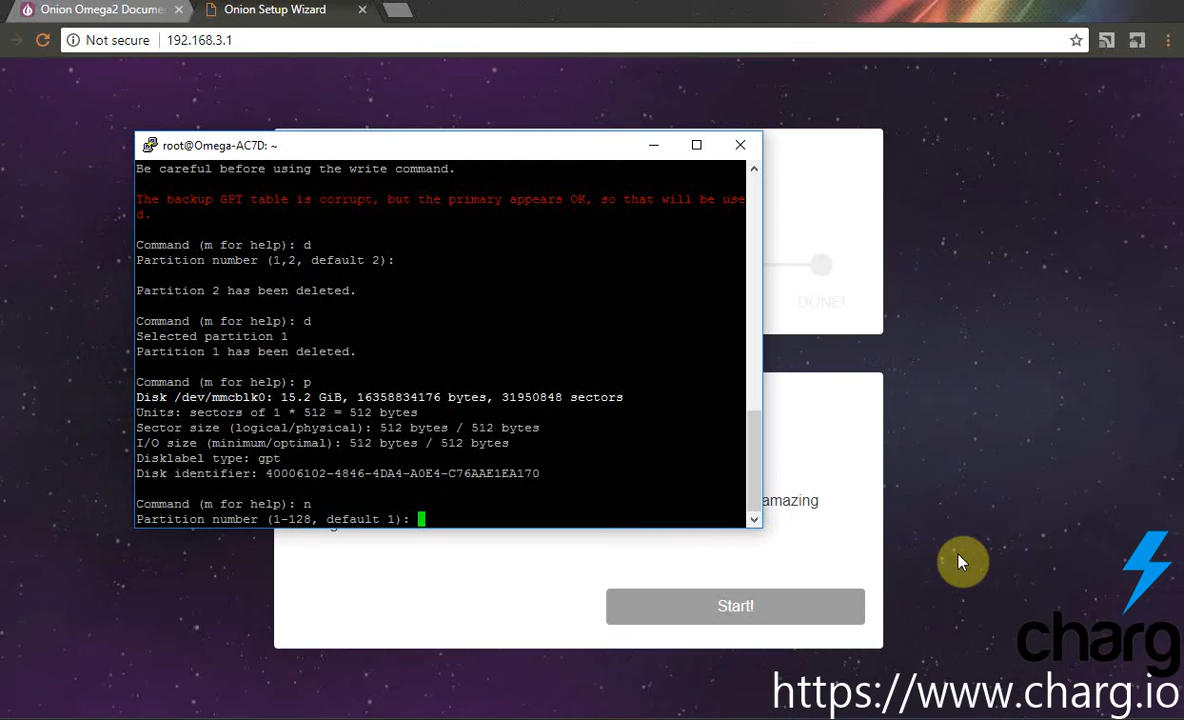 Onion Omega2 Docume
Onion Setup Wizard
Not secure
192.168.3.1
root@Omega-AC7D: ~
Be careful before using the write command.
The backup GPT table is corrupt, but the primary appears OK, so that will be use
d.
Command (m for help): d
Partition number (1,2, default 2):
Partition 2 has been deleted.
Command (m for help): d
Selected partition 1
Partition 1 has been deleted.
Command (m for help): p
Disk /dev/mmcblk0: 15.2 GiB, 16358834176 bytes, 31950848 sectors
Units: sectors of 1 * 512 = 512 bytes
Sector size (logical/physical): 512 bytes / 512 bytes
I/O size (minimum/optimal): 512 bytes / 512 bytes
Disklabel type: gpt
Disk identifier: 40006102-4846-4DA4-A0E4-C76AAE1EA170
Command (m for help): n
Partition number (1-128, default 1):
DONE!
amazing
Start!
charg
https://www.charg.io